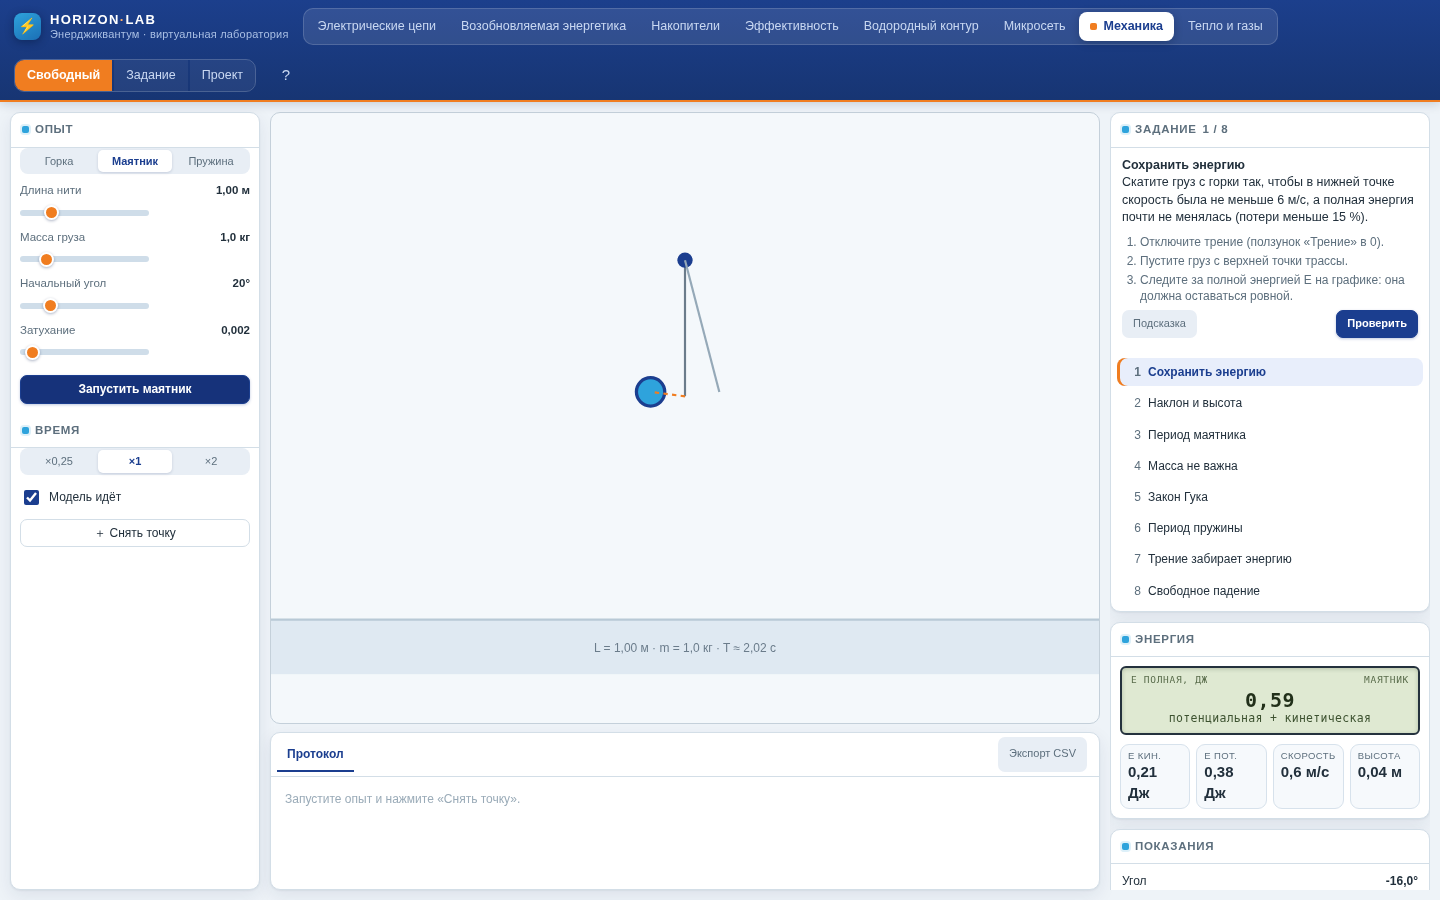 HORIZON·LAB
Энерджиквантум · виртуальная лаборатория
Электрические цепи
Возобновляемая энергетика
Накопители
Эффективность
Водородный контур
Микросеть
Механика
Тепло и газы
Свободный
Задание
Проект
?
ОПЫТ
Горка
Маятник
Пружина
Длина нити 1,00 м
Масса груза 1,0 кг
Начальный угол 20°
Затухание 0,002
Запустить маятник
ВРЕМЯ
×0,25
×1
×2
Модель идёт
+ Снять точку
L = 1,00 м · m = 1,0 кг · T ≈ 2,02 с
Протокол
Экспорт CSV
Запустите опыт и нажмите «Снять точку».
ЗАДАНИЕ 1 / 8
Сохранить энергию
Скатите груз с горки так, чтобы в нижней точке
скорость была не меньше 6 м/с, а полная энергия
почти не менялась (потери меньше 15 %).
1. Отключите трение (ползунок «Трение» в 0).
2. Пустите груз с верхней точки трассы.
3. Следите за полной энергией E на графике: она
должна оставаться ровной.
Подсказка
Проверить
1 Сохранить энергию
2 Наклон и высота
3 Период маятника
4 Масса не важна
5 Закон Гука
6 Период пружины
7 Трение забирает энергию
8 Свободное падение
ЭНЕРГИЯ
E ПОЛНАЯ, ДЖ
МАЯТНИК
0,59
потенциальная + кинетическая
E КИН.
0,21
Дж
E ПОТ.
0,38
Дж
СКОРОСТЬ
0,6 м/с
ВЫСОТА
0,04 м
ПОКАЗАНИЯ
Угол -16,0°